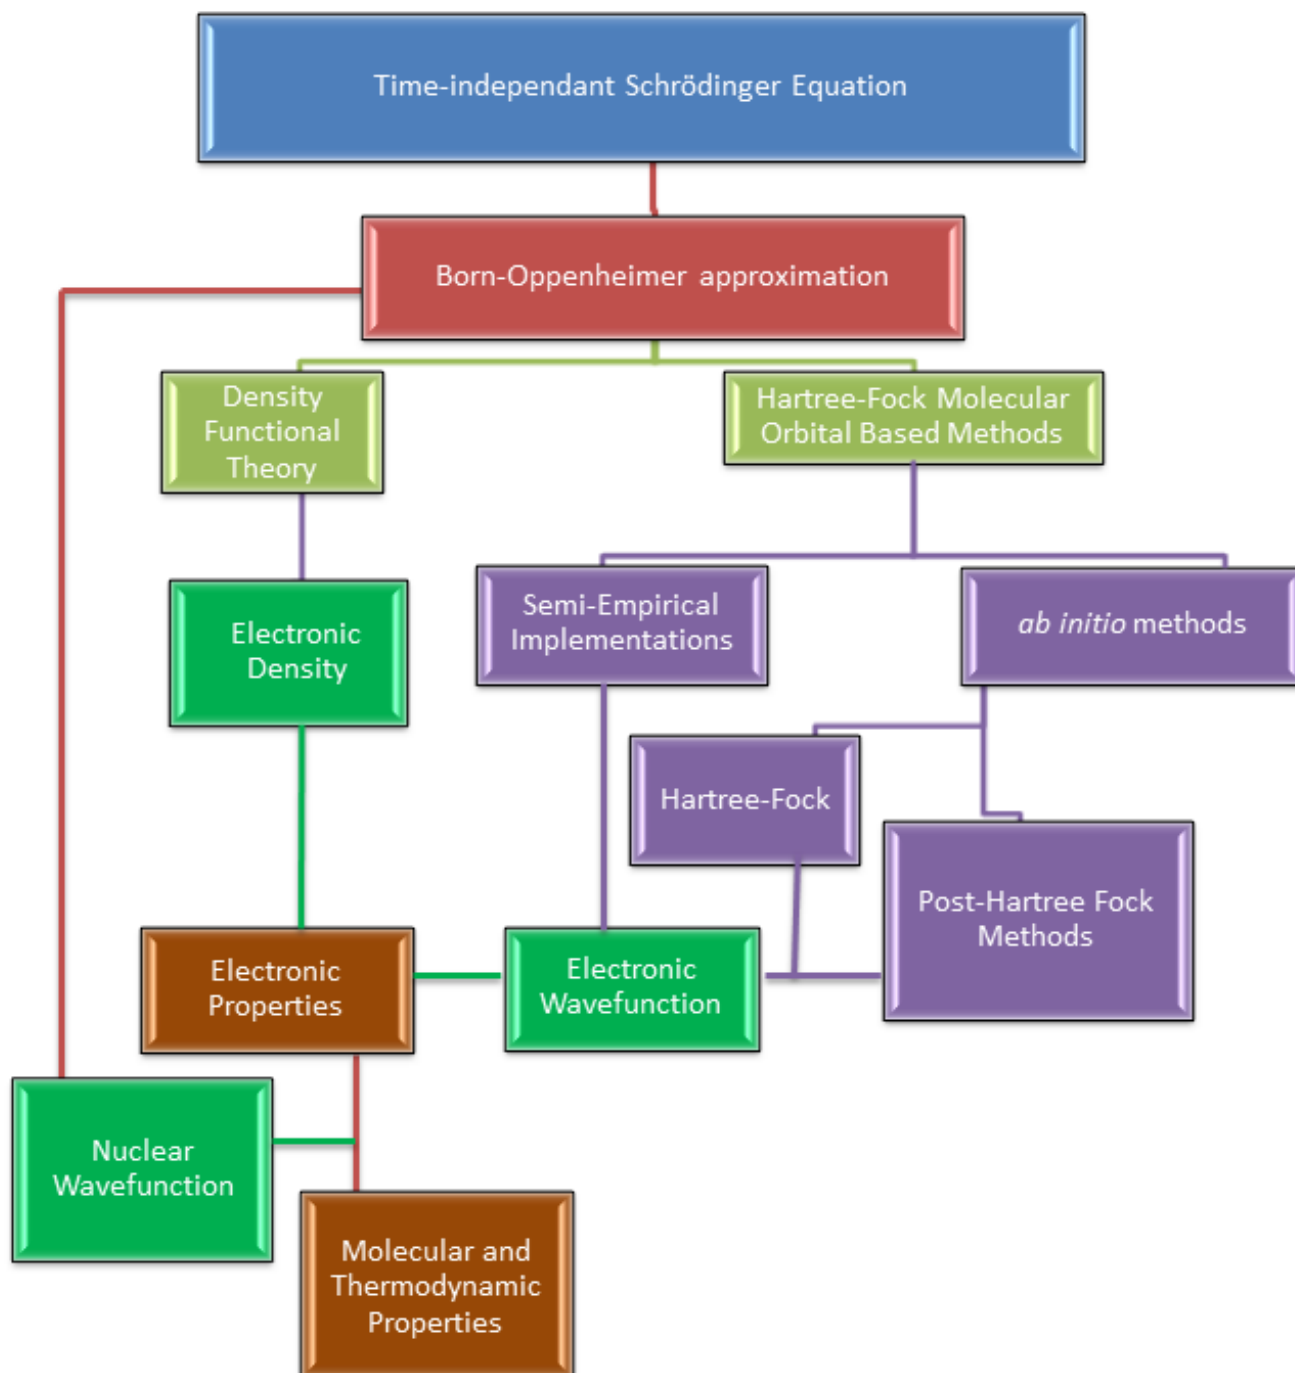 Time-independant Schrödinger Equation
Born-Oppenheimer approximation
Density
Functional
Theory
Hartree-Fock Molecular
Orbital Based Methods
Electronic
Density
Semi-Empirical
Implementations
ab initio methods
Hartree-Fock
Post-Hartree Fock
Methods
Electronic
Properties
Electronic
Wavefunction
Nuclear
Wavefunction
Molecular and
Thermodynamic
Properties